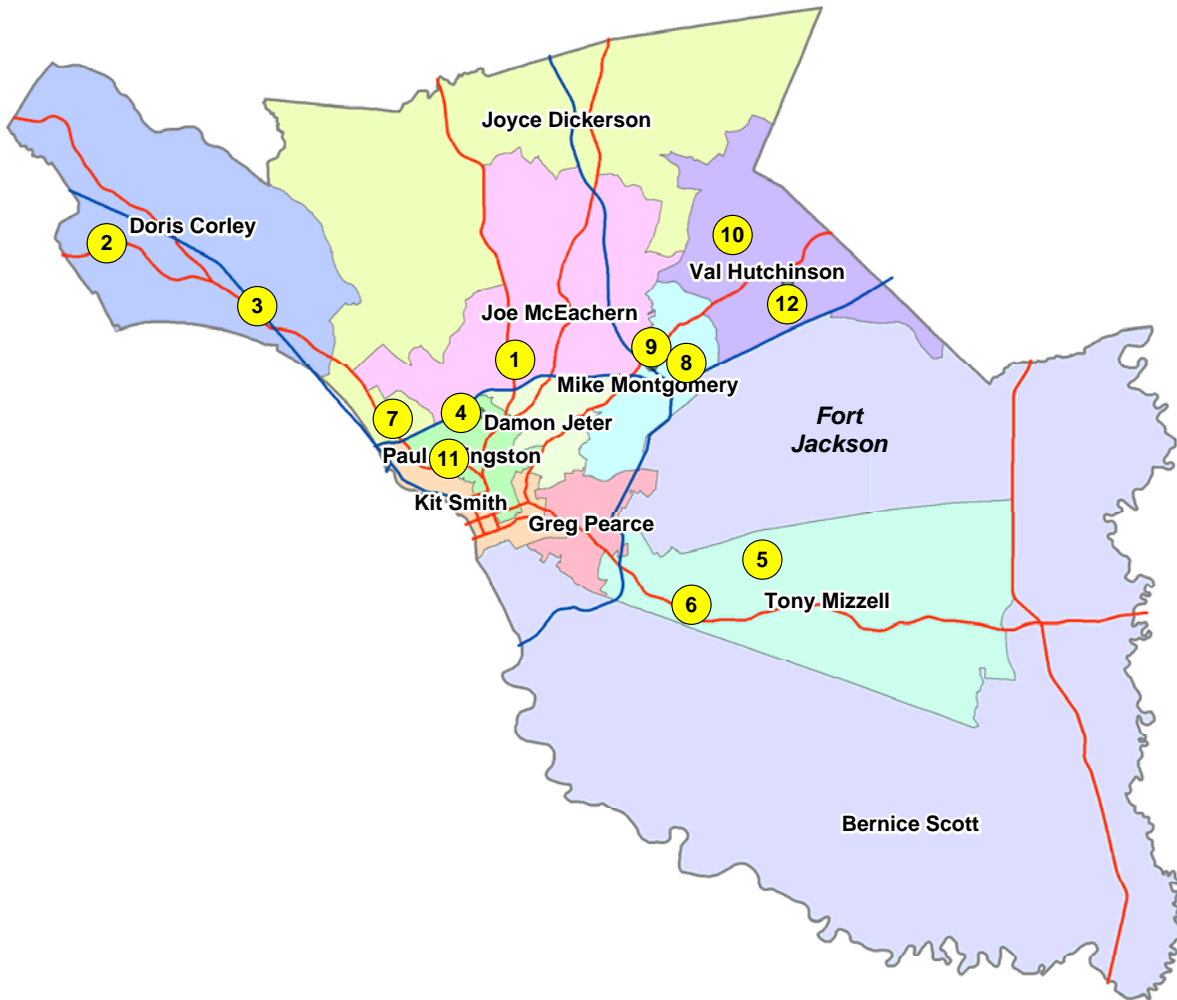 Joyce Dickerson
Doris Corley
2
10
Val Hutchinson
3
12
Joe McEachern
9
1
8
Mike Montgomery
7
4
Damon Jeter
Fort
Jackson
Paul
11
ngston
Kit Smith
Greg Pearce
5
6
Tony Mizzell
Bernice Scott